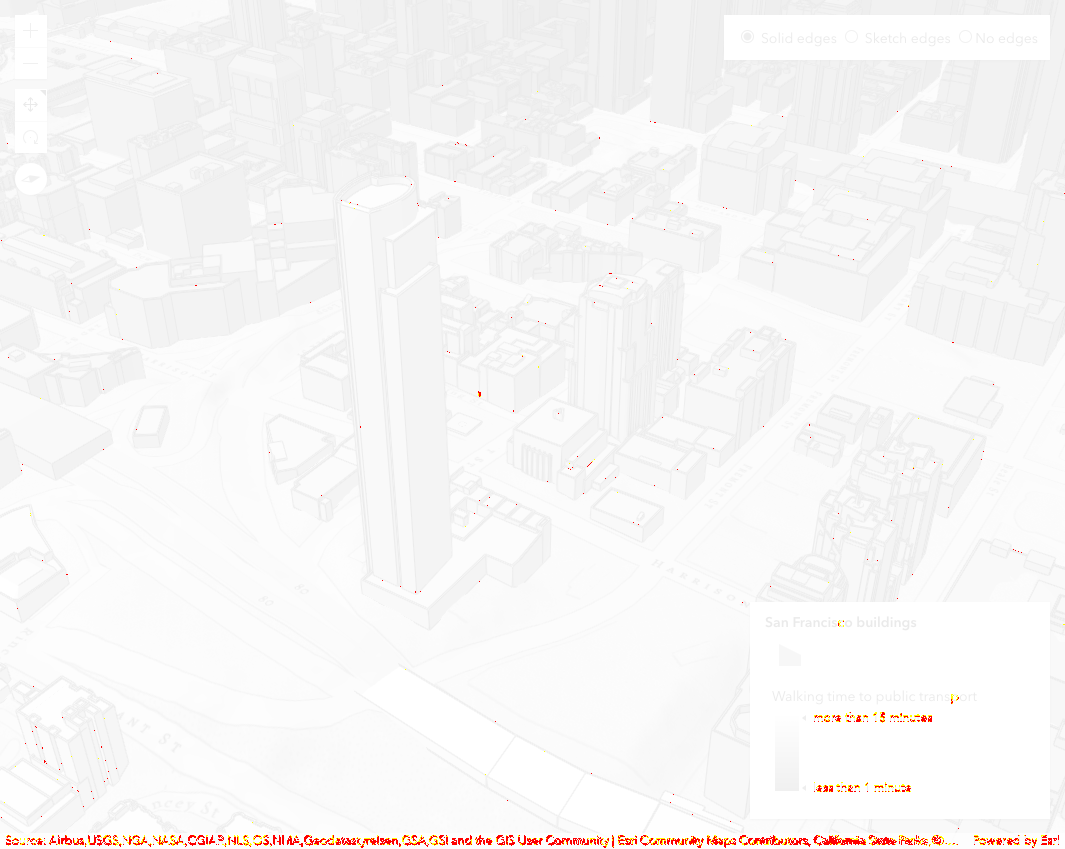 Solid edges Sketch edges No edges
HARRISO
San Francisco buildings
Walking time to public transport
more than 15 minutes
less than 1 minute
Source: Airbus,USGS,NGA,NASA,CGIAR,NLS,OS,NMA,Geodatastyrelsen,GSA,GSI and the GIS User Community | Esri Community Maps Contributors, California State Parks, ©... Powered by Esri